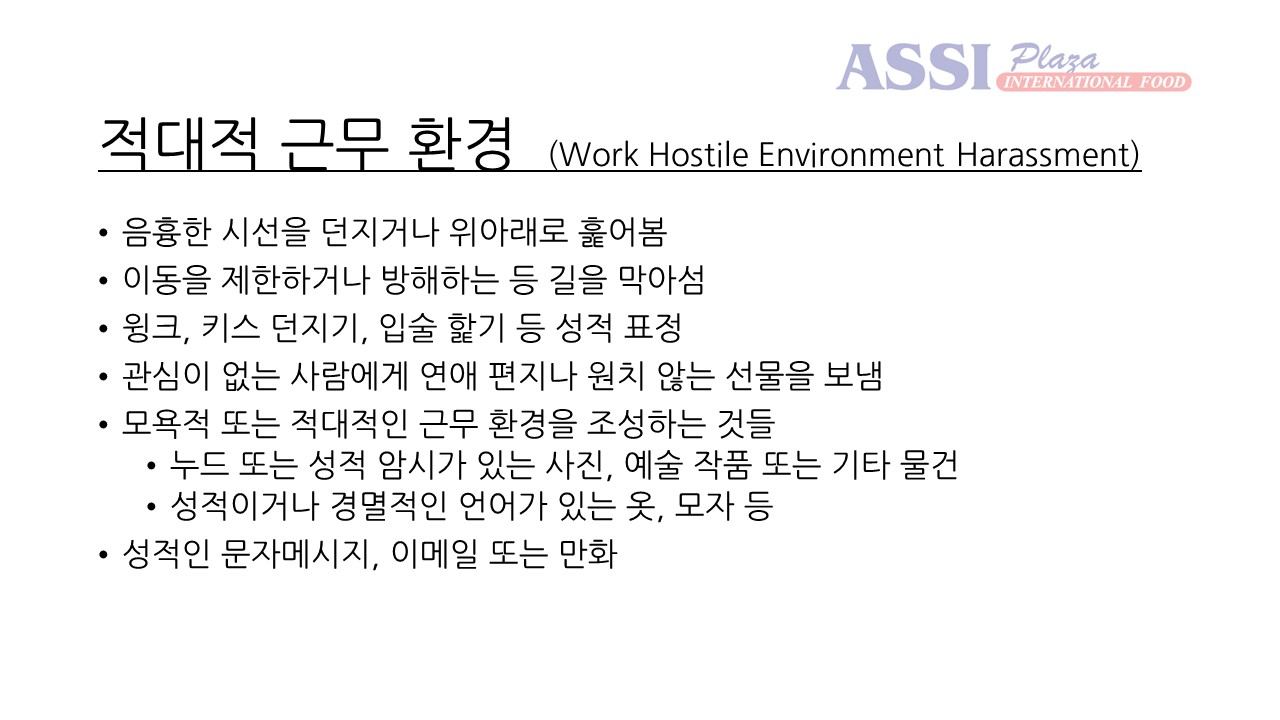 ASSI Plaza
INTERNATIONAL FOOD
적대적 근무 환경 (Work Hostile Environment Harassment)
• 음흉한 시선을 던지거나 위아래로 훑어봄
• 이동을 제한하거나 방해하는 등 길을 막아섬
• 윙크, 키스 던지기, 입술 핥기 등 성적 표정
• 관심이 없는 사람에게 연애 편지나 원치 않는 선물을 보냄
• 모욕적 또는 적대적인 근무 환경을 조성하는 것들
• 누드 또는 성적 암시가 있는 사진, 예술 작품 또는 기타 물건
• 성적이거나 경멸적인 언어가 있는 옷, 모자 등
• 성적인 문자메시지, 이메일 또는 만화